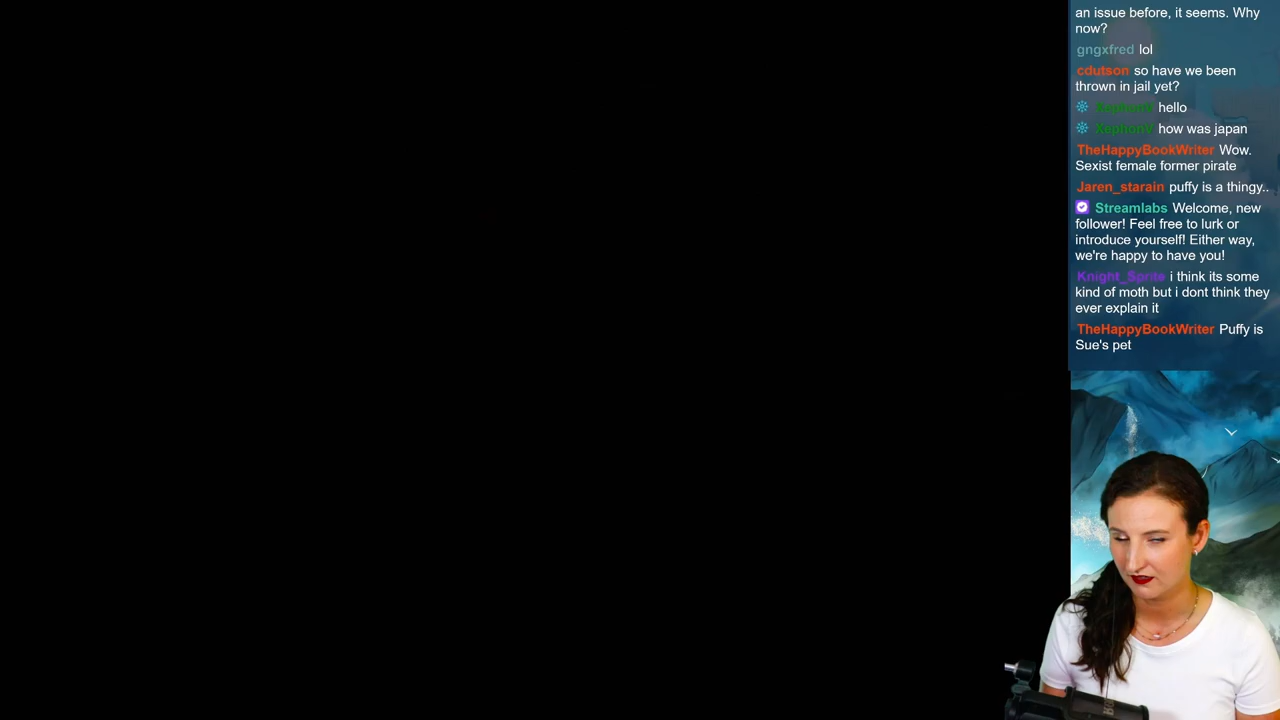 an issue before, it seems. Why
now?
gngxfred lol
cdutson so have we been
thrown in jail yet?
XephonV hello
XephonV how was japan
TheHappyBookWriter Wow.
Sexist female former pirate
Jaren_starain puffy is a thingy..
Streamlabs Welcome, new
follower! Feel free to lurk or
introduce yourself! Either way,
we're happy to have you!
Knight_Sprite i think its some
kind of moth but i dont think they
ever explain it
TheHappyBookWriter Puffy is
Sue's pet